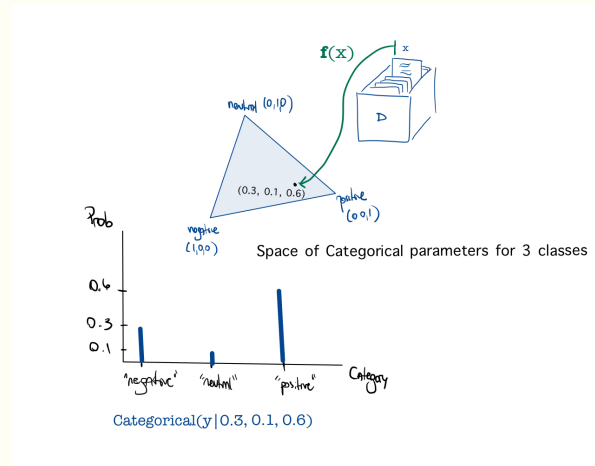 f(x)
x
D
neutral (0,1,0)
(0.3, 0.1, 0.6)
positive
(0,0,1)
negative
(1,0,0)
Space of Categorical parameters for 3 classes
Prob
0.6
0.3
0.1
"negative" "neutral" "positive"
Category
Categorical(y|0.3, 0.1, 0.6)